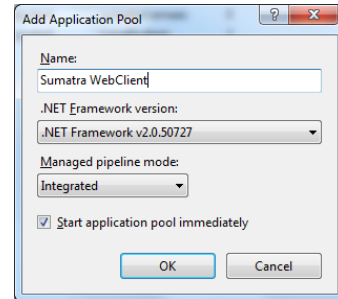 Add Application Pool
Name:
Sumatra WebClient
.NET Framework version:
.NET Framework v2.0.50727
Managed pipeline mode:
Integrated
Start application pool immediately
OK Cancel